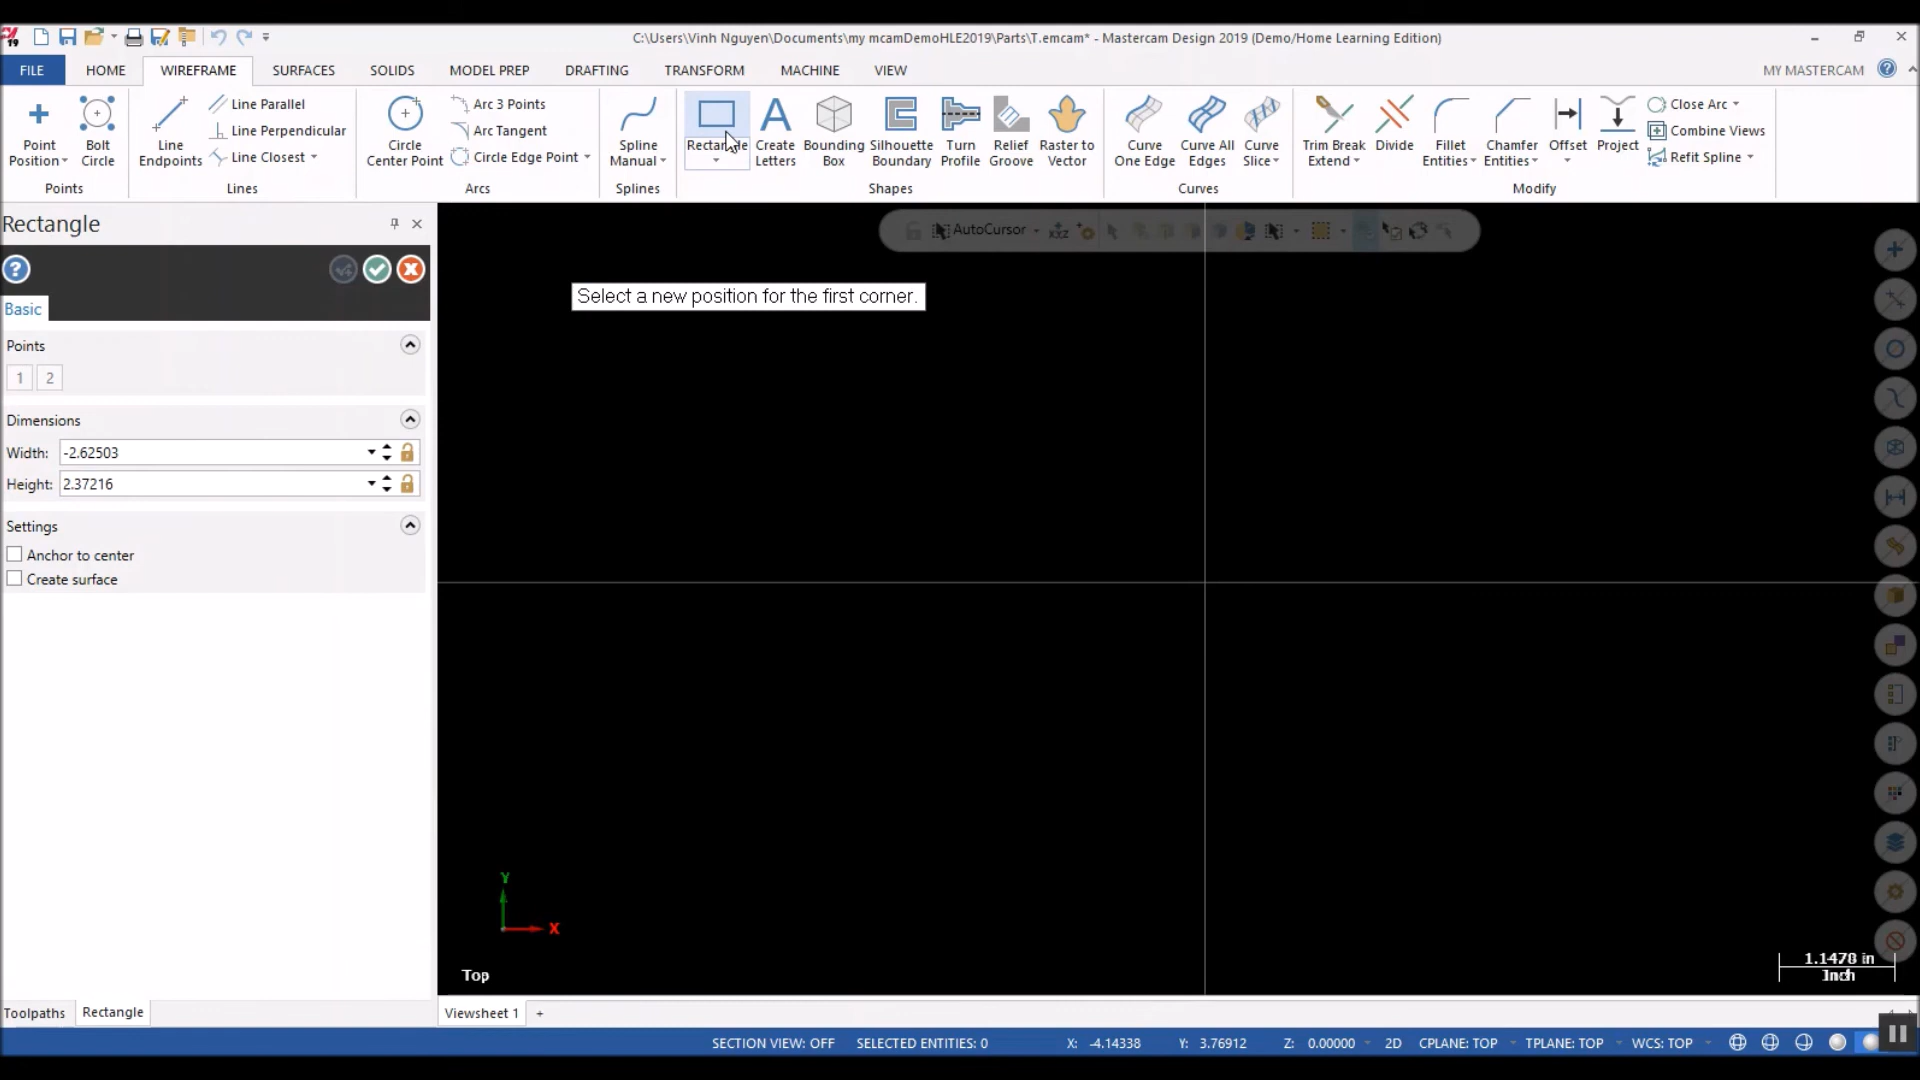 19
C:\Users\Vinh Nguyen\Documents\my mcamDemoHLE2019\Parts\T.emcam* - Mastercam Design 2019 (Demo/Home Learning Edition)
FILE HOME WIREFRAME SURFACES SOLIDS MODEL PREP DRAFTING TRANSFORM MACHINE VIEW MY MASTERCAM
Point Position
Bolt Circle
Points
Line Endpoints
Line Parallel
Line Perpendicular
Line Closest
Lines
Circle Center Point
Arc 3 Points
Arc Tangent
Circle Edge Point
Arcs
Spline Manual
Splines
Rectangle
Create Letters
Bounding Box
Silhouette Boundary
Turn Profile
Relief Groove
Raster to Vector
Shapes
Curve One Edge
Curve All Edges
Curve Slice
Curves
Trim Break Extend
Divide
Fillet Entities
Chamfer Entities
Offset
Project
Close Arc
Combine Views
Refit Spline
Modify
Rectangle
Basic
Points
1 2
Dimensions
Width: -2.62503
Height: 2.37216
Settings
Anchor to center
Create surface
AutoCursor
Select a new position for the first corner.
Y
X
Top
1.1478 in
Inch
Toolpaths Rectangle
Viewsheet 1 +
SECTION VIEW: OFF SELECTED ENTITIES: 0 X: -4.14338 Y: 3.76912 Z: 0.00000 2D CPLANE: TOP TPLANE: TOP WCS: TOP